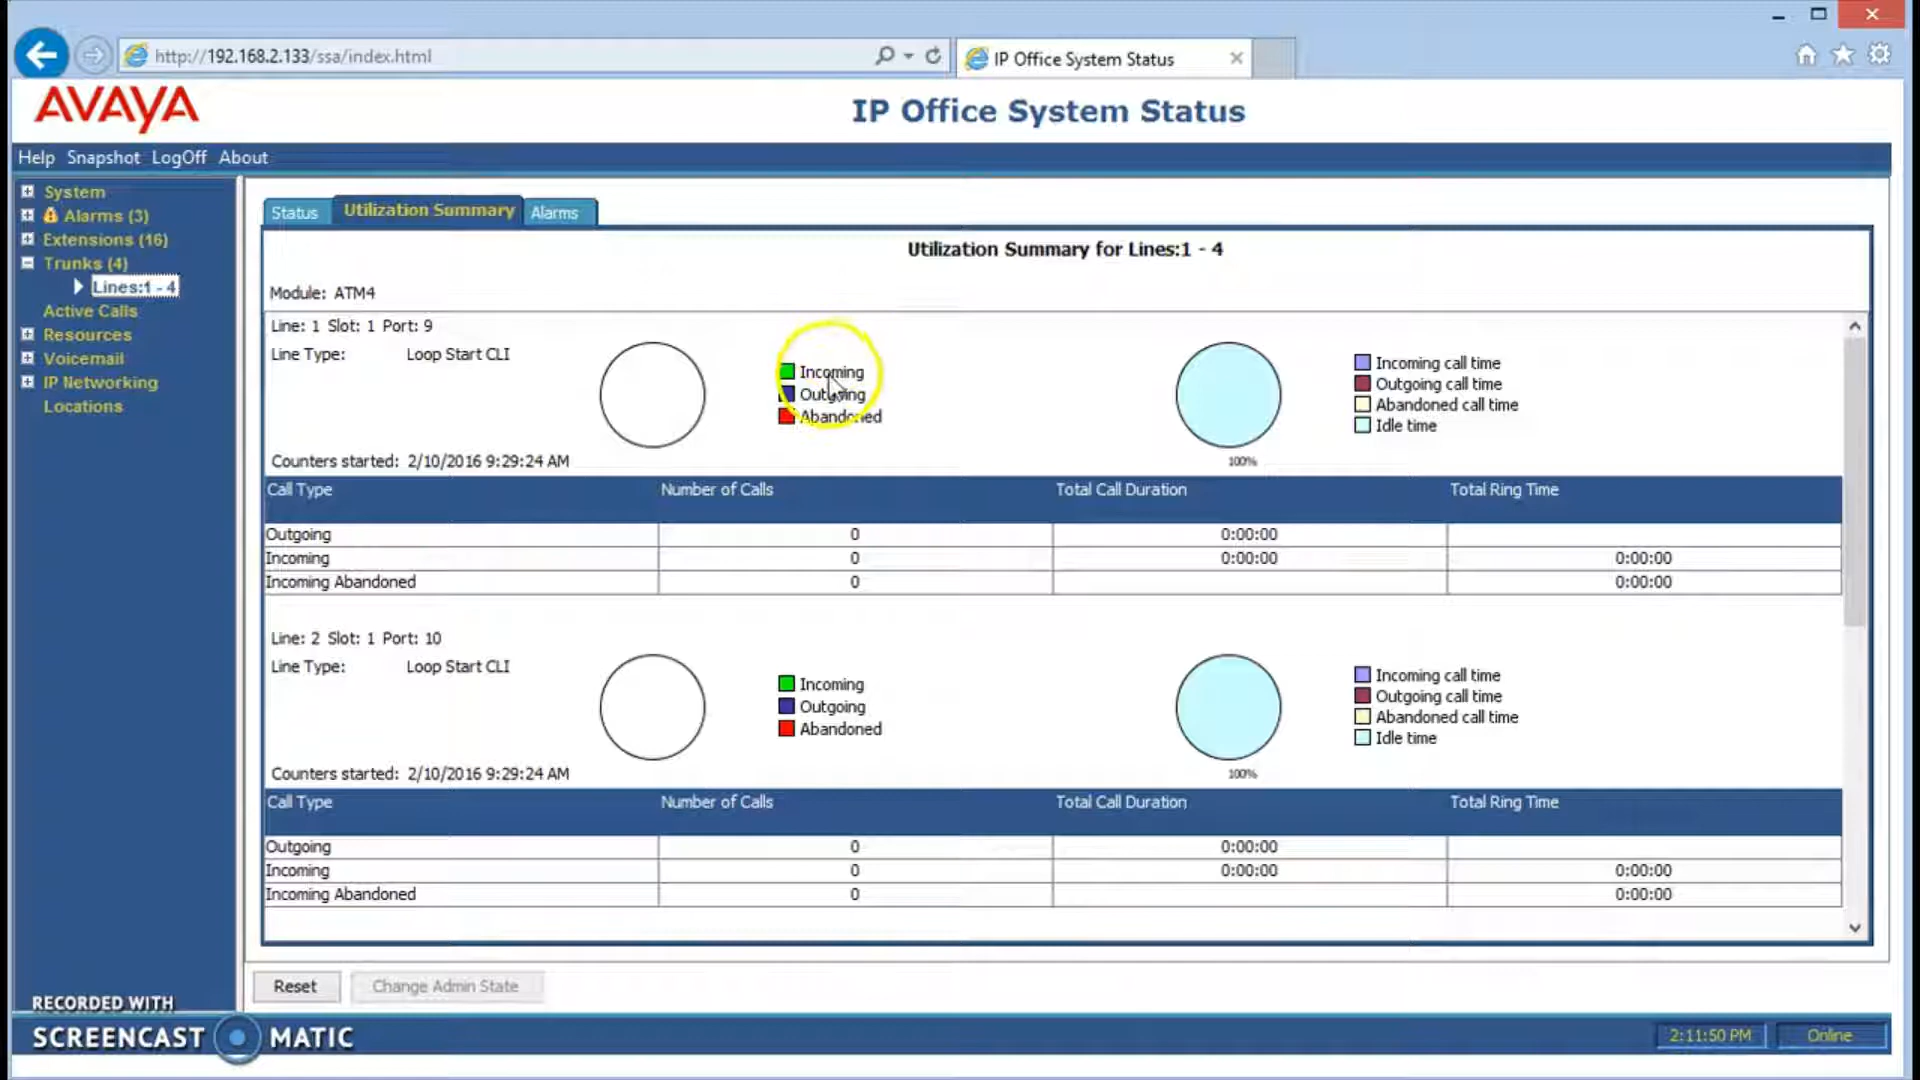 http://192.168.2.133/ssa/index.html
IP Office System Status
AVAYA
IP Office System Status
Help Snapshot LogOff About
System
Alarms (3)
Extensions (16)
Trunks (4)
Lines:1 - 4
Active Calls
Resources
Voicemail
IP Networking
Locations
Status
Utilization Summary
Alarms
Utilization Summary for Lines:1 - 4
Module: ATM4
Line: 1 Slot: 1 Port: 9
Line Type: Loop Start CLI
Incoming
Outgoing
Abandoned
Incoming call time
Outgoing call time
Abandoned call time
Idle time
Counters started: 2/10/2016 9:29:24 AM
100%
Call Type Number of Calls Total Call Duration Total Ring Time
Outgoing 0 0:00:00
Incoming 0 0:00:00 0:00:00
Incoming Abandoned 0 0:00:00
Line: 2 Slot: 1 Port: 10
Line Type: Loop Start CLI
Incoming
Outgoing
Abandoned
Incoming call time
Outgoing call time
Abandoned call time
Idle time
Counters started: 2/10/2016 9:29:24 AM
100%
Call Type Number of Calls Total Call Duration Total Ring Time
Outgoing 0 0:00:00
Incoming 0 0:00:00 0:00:00
Incoming Abandoned 0 0:00:00
Reset
Change Admin State
RECORDED WITH
SCREENCAST MATIC
2:11:50 PM
Online